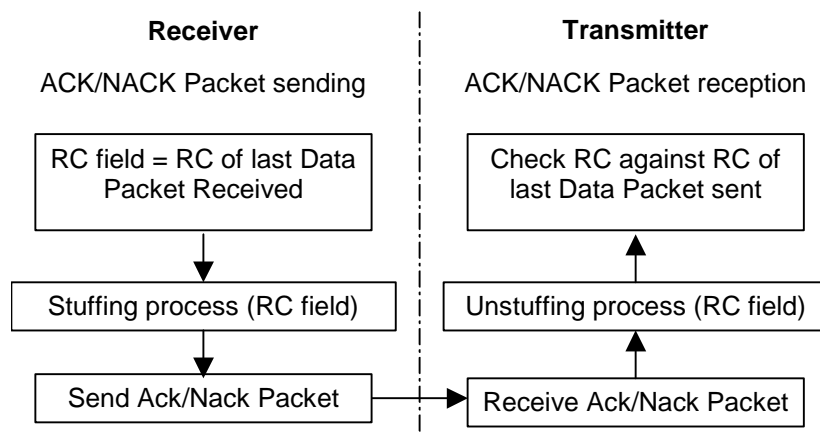 Receiver
ACK/NACK Packet sending
RC field = RC of last Data
Packet Received
Stuffing process (RC field)
Send Ack/Nack Packet
Transmitter
ACK/NACK Packet reception
Check RC against RC of
last Data Packet sent
Unstuffing process (RC field)
Receive Ack/Nack Packet